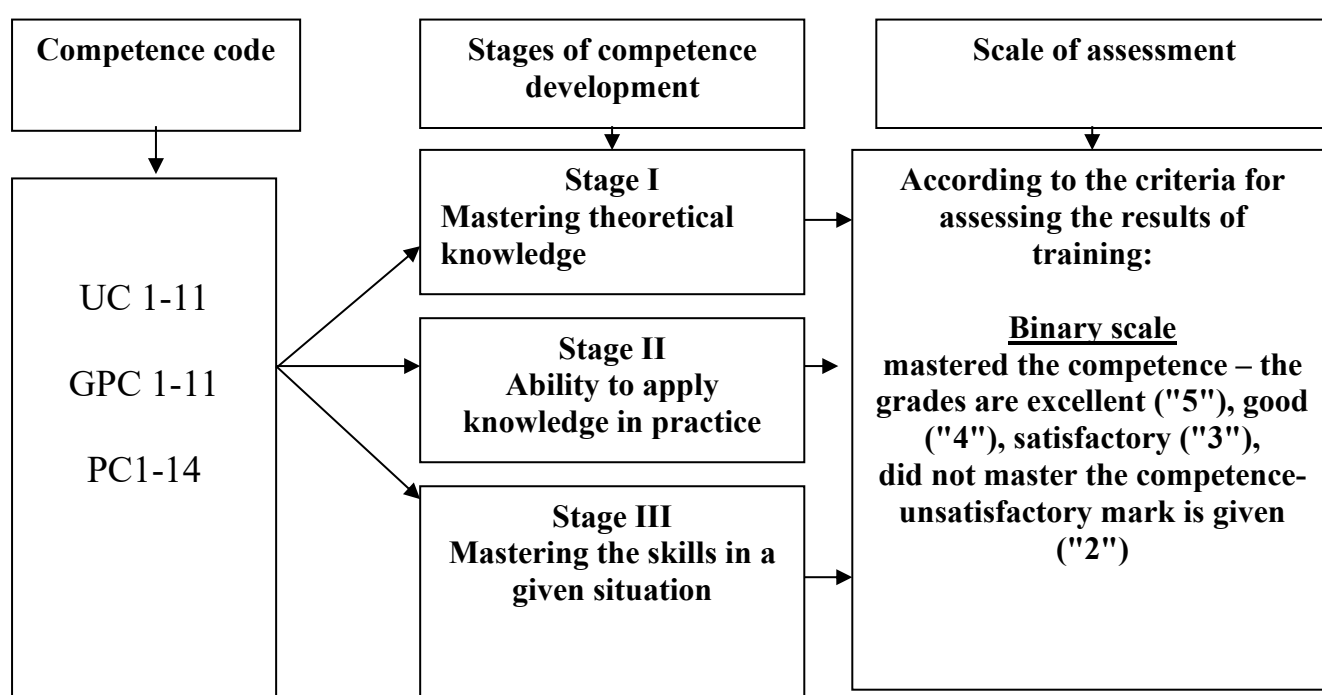 Competence code
Stages of competence
development
Scale of assessment
UC 1-11
GPC 1-11
PC1-14
Stage I
Mastering theoretical
knowledge
Stage II
Ability to apply
knowledge in practice
Stage III
Mastering the skills in a
given situation
According to the criteria for
assessing the results of
training:
Binary scale
mastered the competence – the
grades are excellent ("5"), good
("4"), satisfactory ("3"),
did not master the competence-
unsatisfactory mark is given
("2")